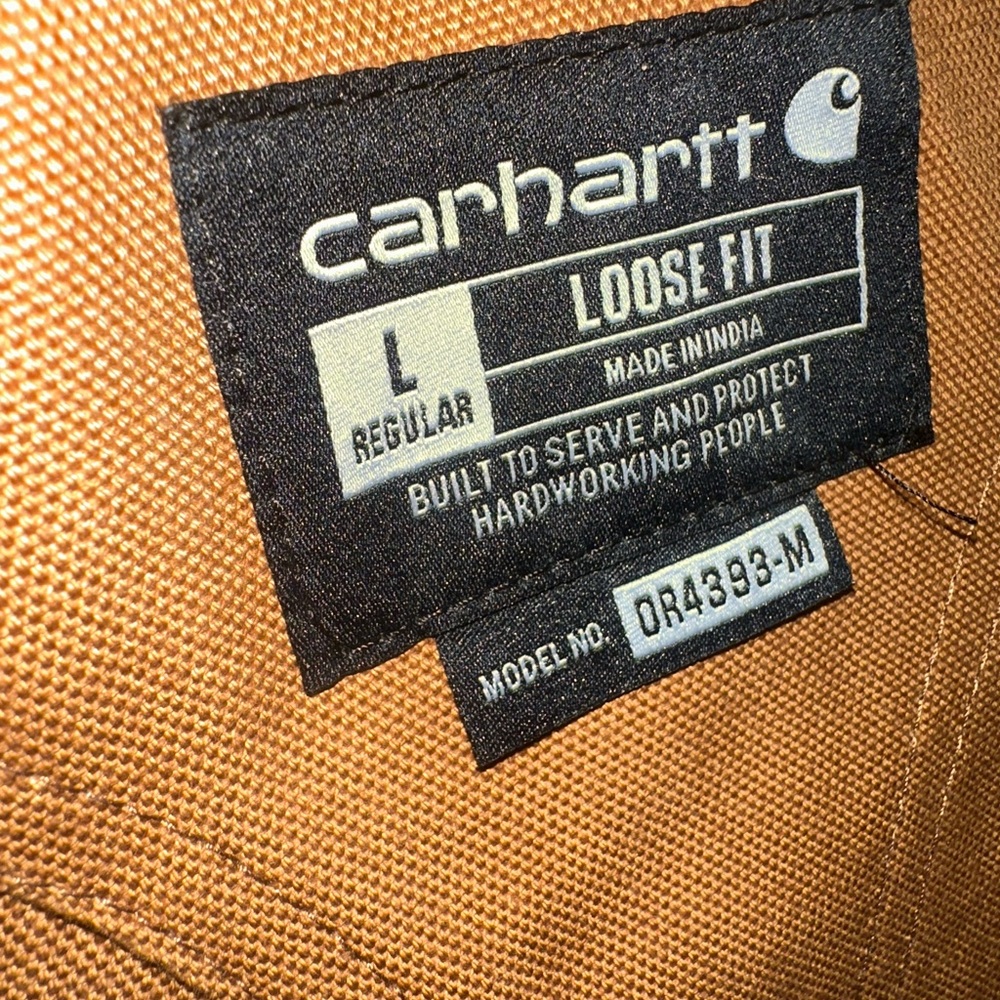 carhartt
LOOSE FIT
L
REGULAR
MADE IN INDIA
BUILT TO SERVE AND PROTECT
HARDWORKING PEOPLE
MODEL NO. OR4393-M